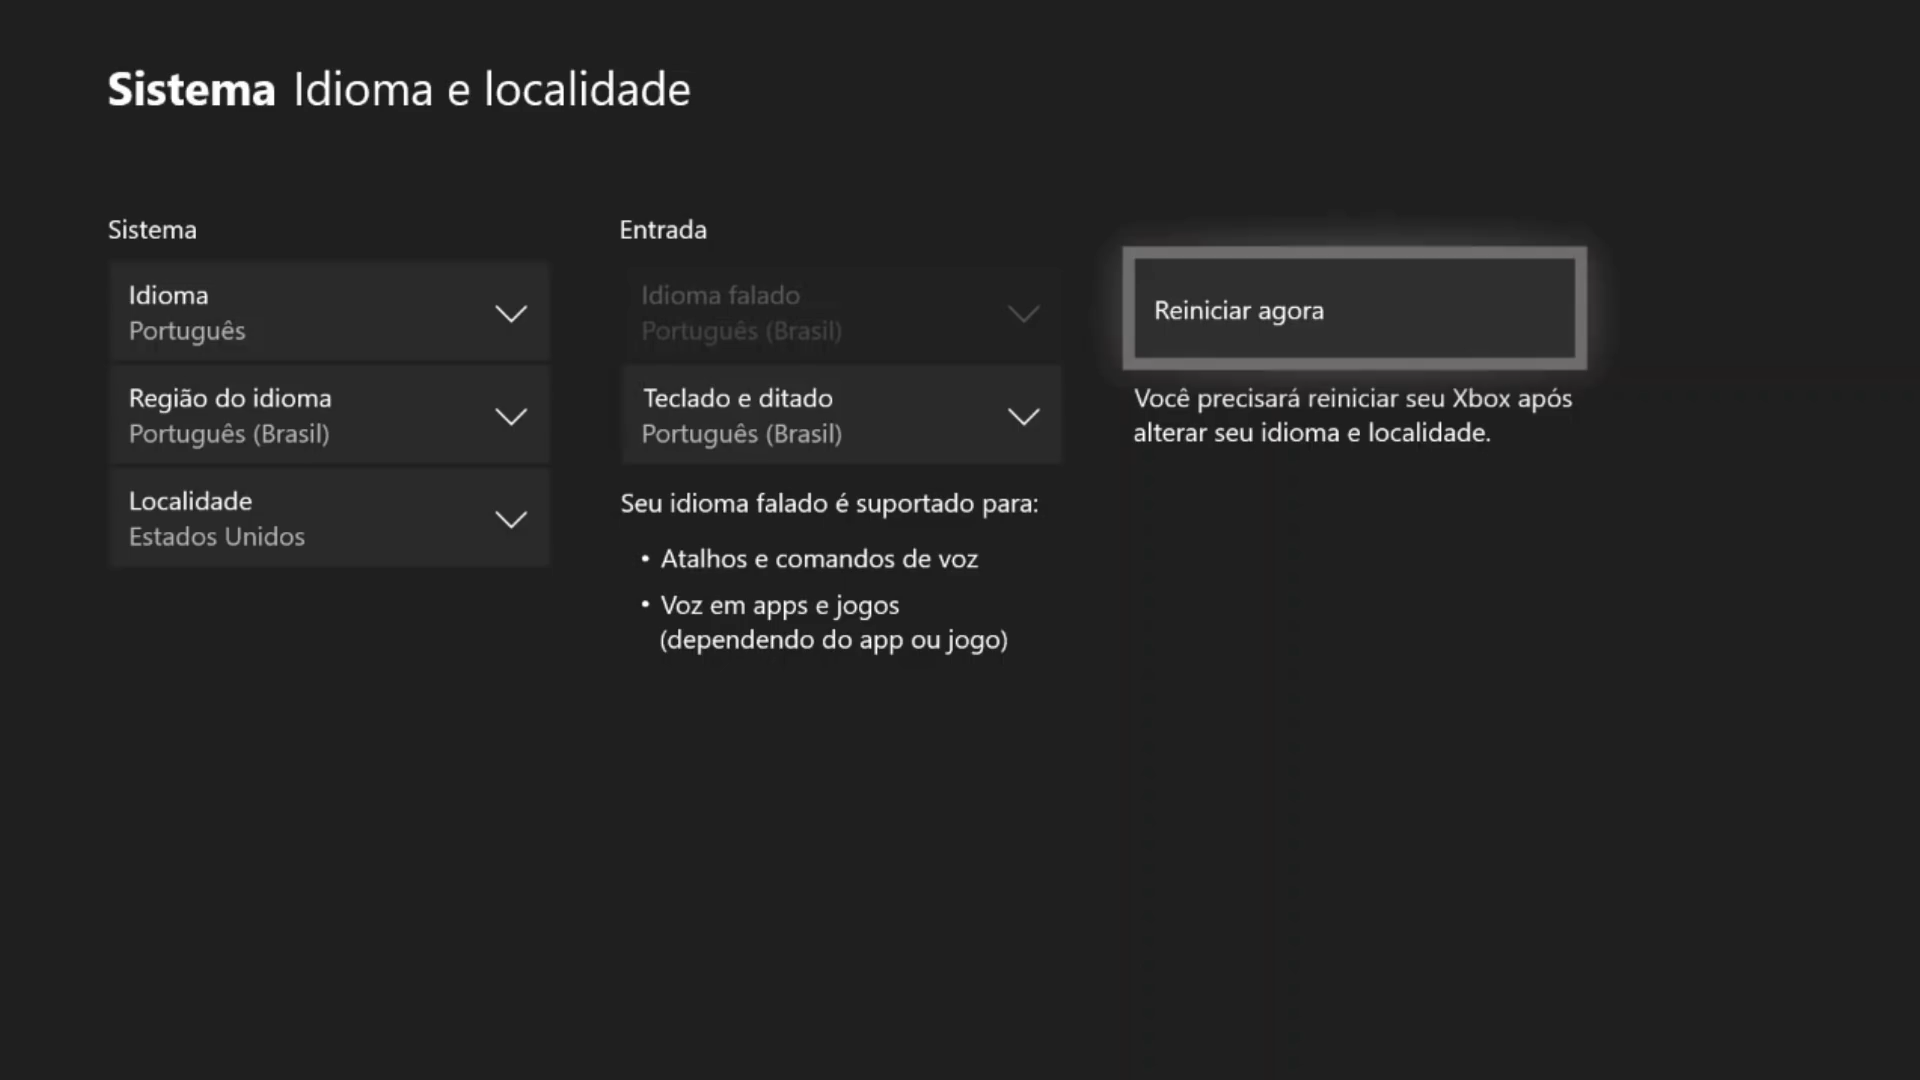 Sistema Idioma e localidade
Sistema
Idioma
Português
Região do idioma
Português (Brasil)
Localidade
Estados Unidos
Entrada
Idioma falado
Português (Brasil)
Teclado e ditado
Português (Brasil)
Seu idioma falado é suportado para:
• Atalhos e comandos de voz
• Voz em apps e jogos
(dependendo do app ou jogo)
Reiniciar agora
Você precisará reiniciar seu Xbox após
alterar seu idioma e localidade.